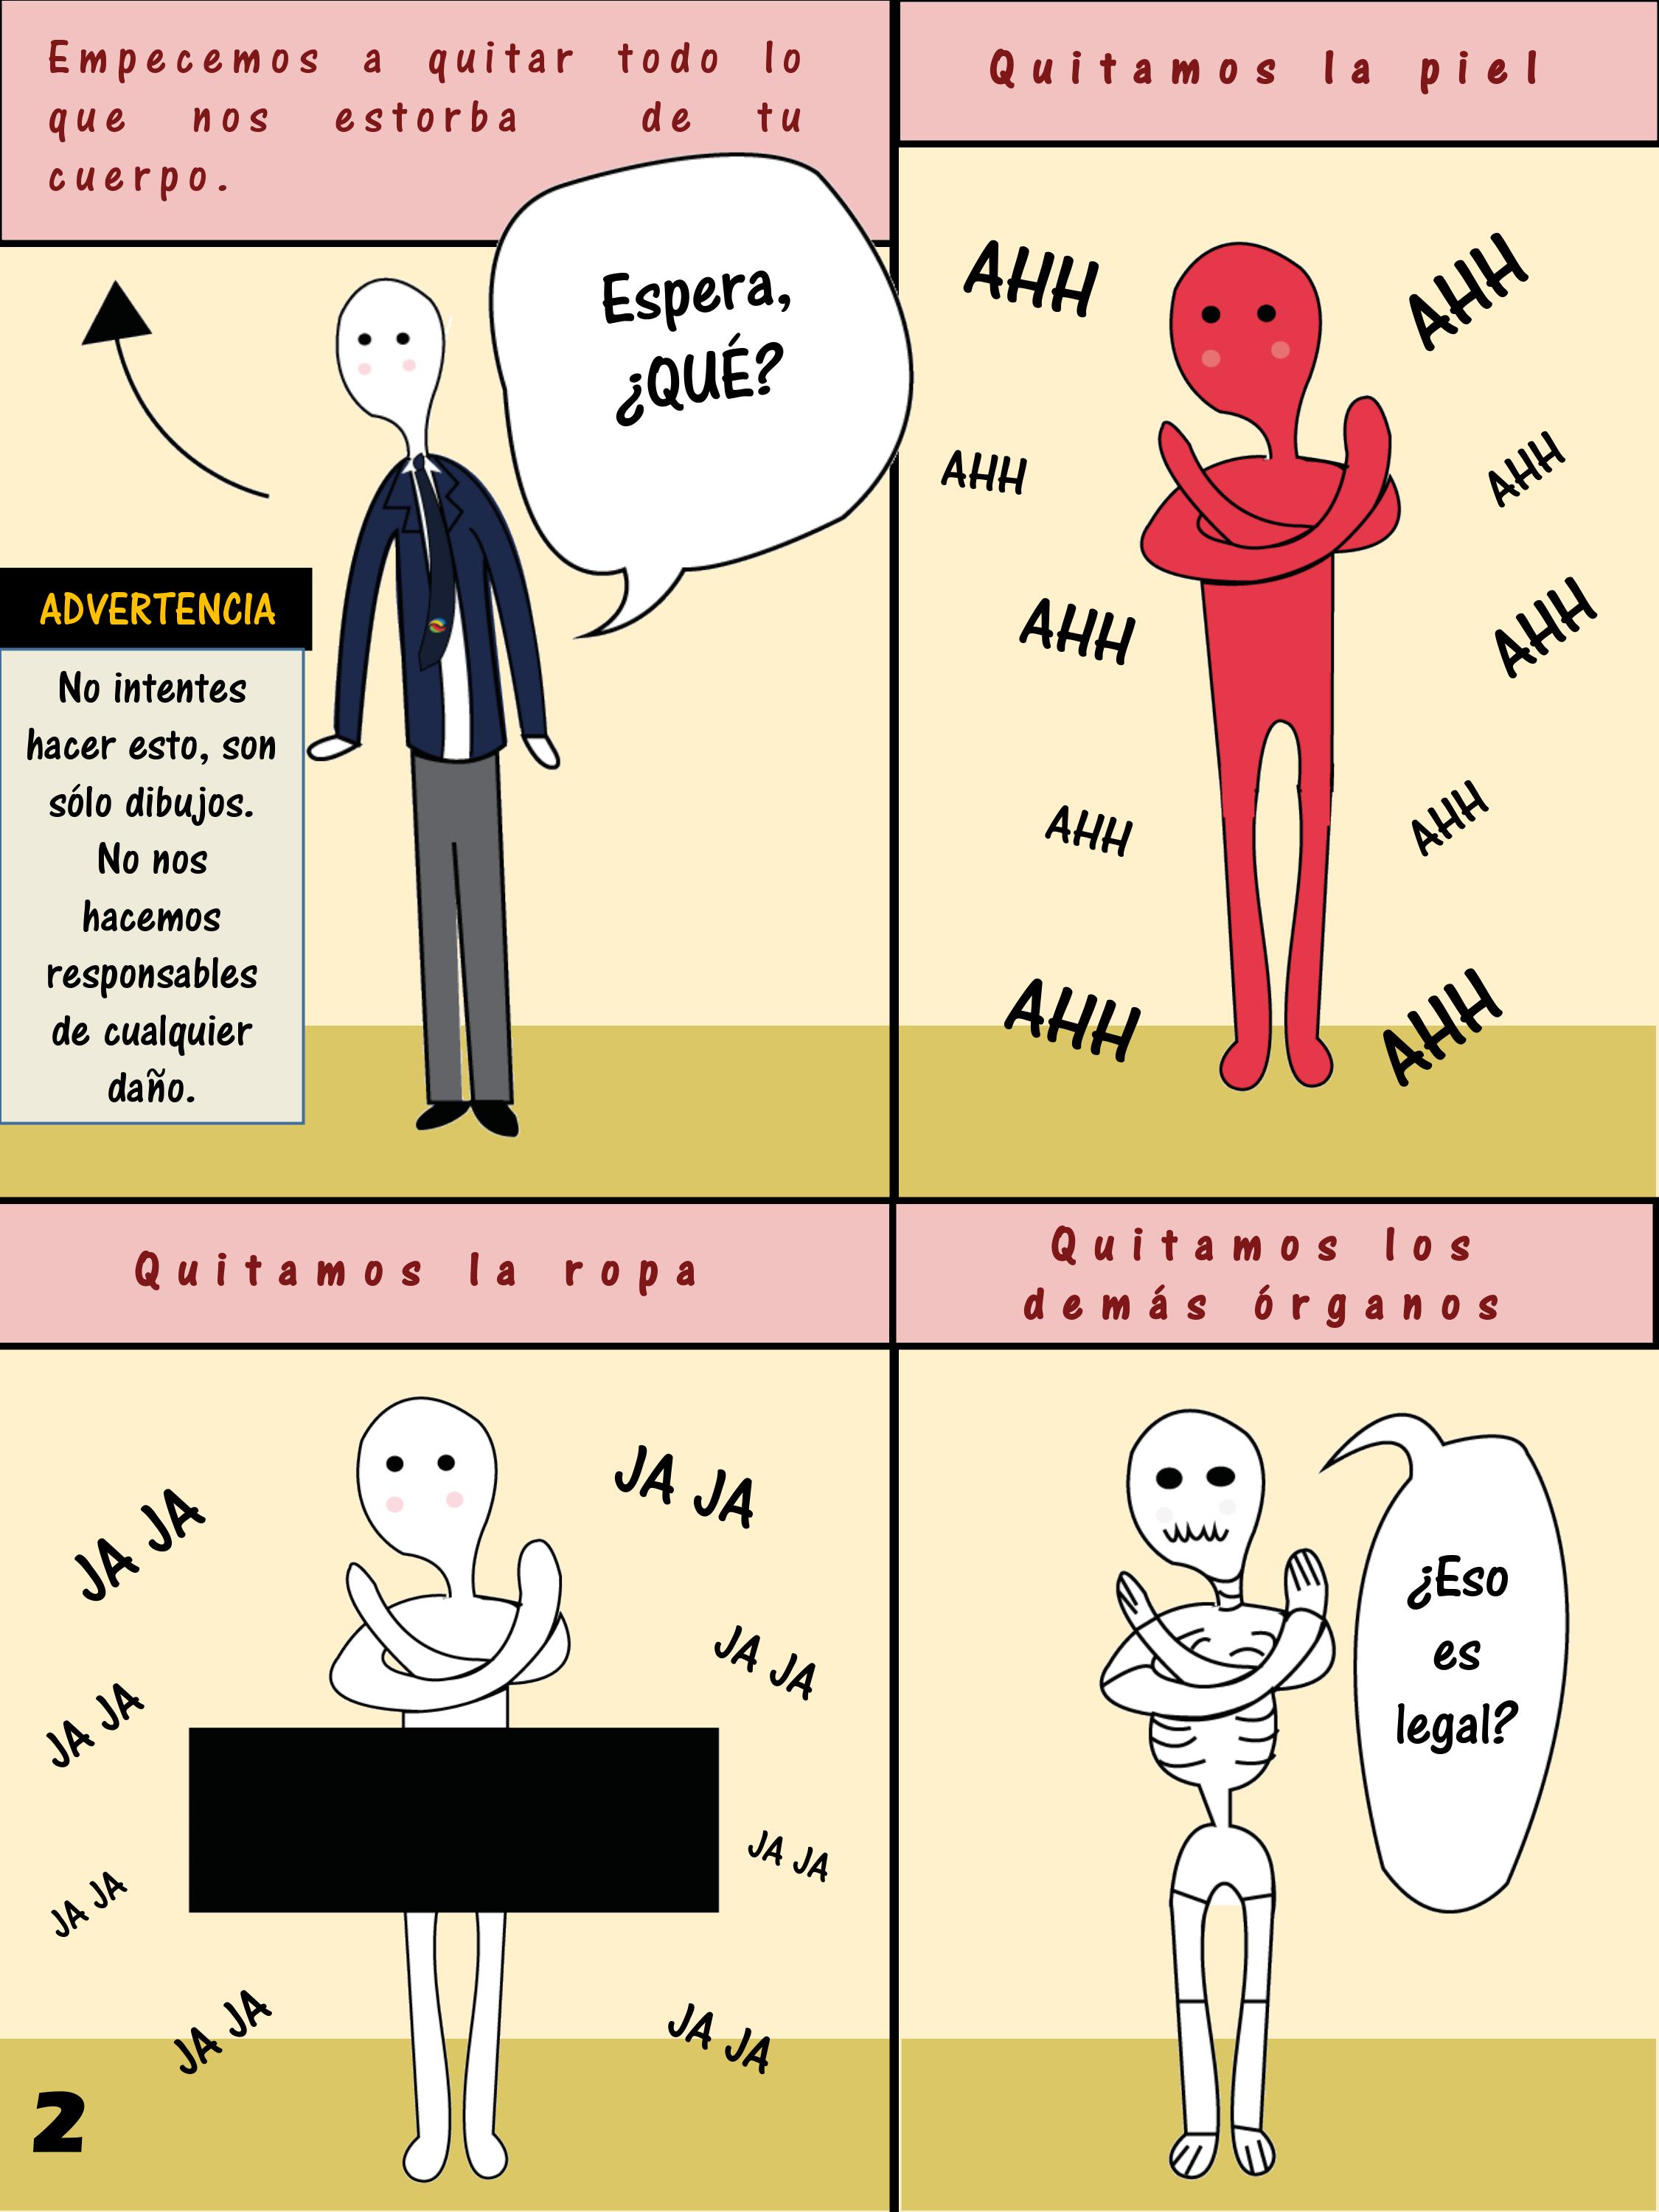 Empecemos a quitar todo lo
que nos estorba de tu
cuerpo.
Espera,
¿QUÉ?
ADVERTENCIA
No intentes
hacer esto, son
sólo dibujos.
No nos
hacemos
responsables
de cualquier
daño.
Quitamos la ropa
JA JA
JA JA
JA JA
JA JA
JA JA
JA JA
JA JA
JA JA
2
Quitamos la piel
AHH
AHH
AHH
AHH
AHH
AHH
AHH
AHH
AHH
AHH
Quitamos los
demás órganos
¿Eso
es
legal?